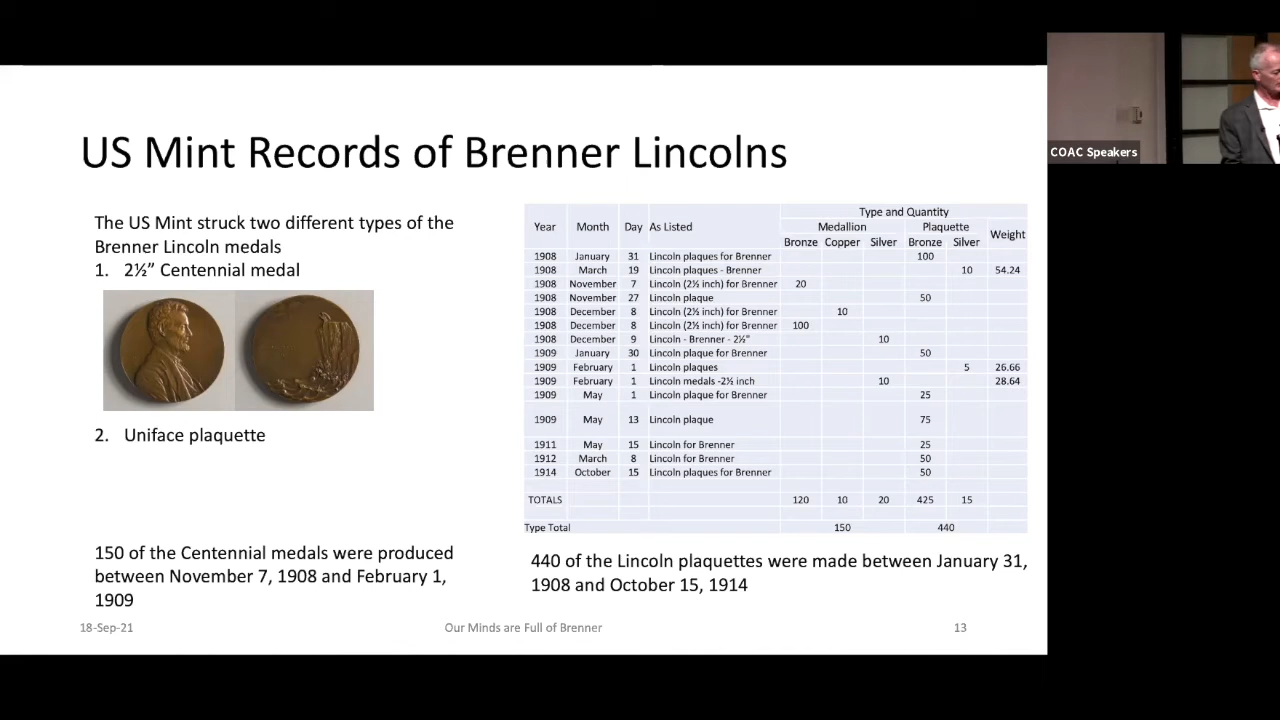 US Mint Records of Brenner Lincolns
The US Mint struck two different types of the
Brenner Lincoln medals
1. 2½” Centennial medal
2. Uniface plaquette
150 of the Centennial medals were produced
between November 7, 1908 and February 1,
1909
Type and Quantity
Year Month Day As Listed Medallion Plaquette Weight
Bronze Copper Silver Bronze Silver
1908 January 31 Lincoln plaques for Brenner 100
1908 March 19 Lincoln plaques - Brenner 10 54.24
1908 November 7 Lincoln (2½ inch) for Brenner 20
1908 November 27 Lincoln plaque 50
1908 December 8 Lincoln (2½ inch) for Brenner 10
1908 December 8 Lincoln (2½ inch) for Brenner 100
1908 December 9 Lincoln - Brenner - 2½” 10
1909 January 30 Lincoln plaque for Brenner 50
1909 February 1 Lincoln plaques 5 26.66
1909 February 1 Lincoln medals -2½ inch 10 28.64
1909 May 1 Lincoln plaque for Brenner 25
1909 May 13 Lincoln plaque 75
1911 May 15 Lincoln for Brenner 25
1912 March 8 Lincoln for Brenner 50
1914 October 15 Lincoln plaques for Brenner 50
TOTALS 120 10 20 425 15
Type Total 150 440
440 of the Lincoln plaquettes were made between January 31,
1908 and October 15, 1914
18-Sep-21 Our Minds are Full of Brenner 13
COAC Speakers